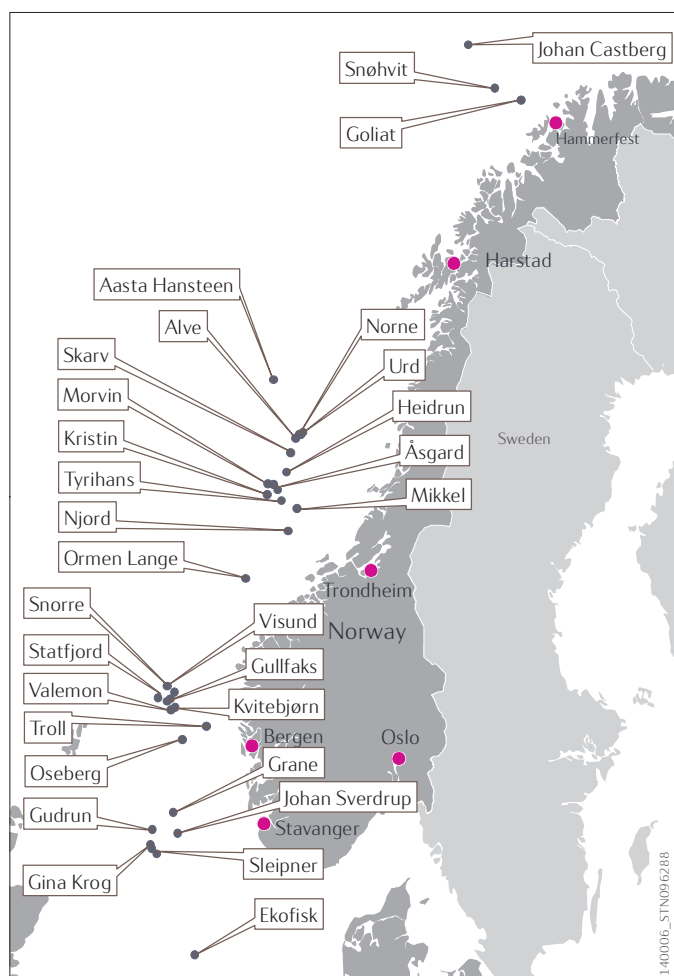 Johan Castberg
Snøhvit
Goliat
Hammerfest
Harstad
Aasta Hansteen
Alve
Norne
Skarv
Urd
Morvin
Heidrun
Kristin
Åsgard
Sweden
Tyrihans
Mikkel
Njord
Ormen Lange
Trondheim
Snorre
Visund
Norway
Statfjord
Gullfaks
Valemon
Kvitebjørn
Troll
Bergen
Oslo
Oseberg
Grane
Gudrun
Johan Sverdrup
Stavanger
Sleipner
Gina Krog
Ekofisk
140006_STN096288